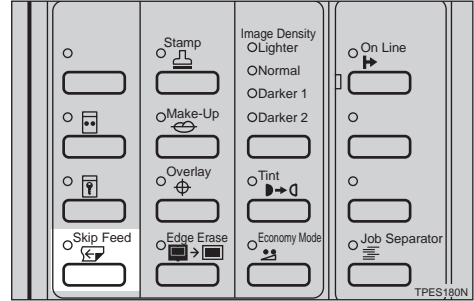 Stamp
Image Density
Lighter
On Line
Normal
Darker 1
Make-Up
Darker 2
Overlay
Tint
Skip Feed
Edge Erase
Economy Mode
Job Separator
TPES180N